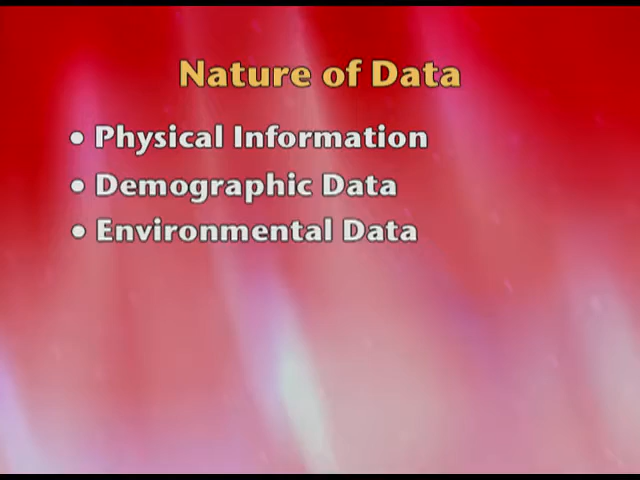 Nature of Data
• Physical Information
• Demographic Data
• Environmental Data